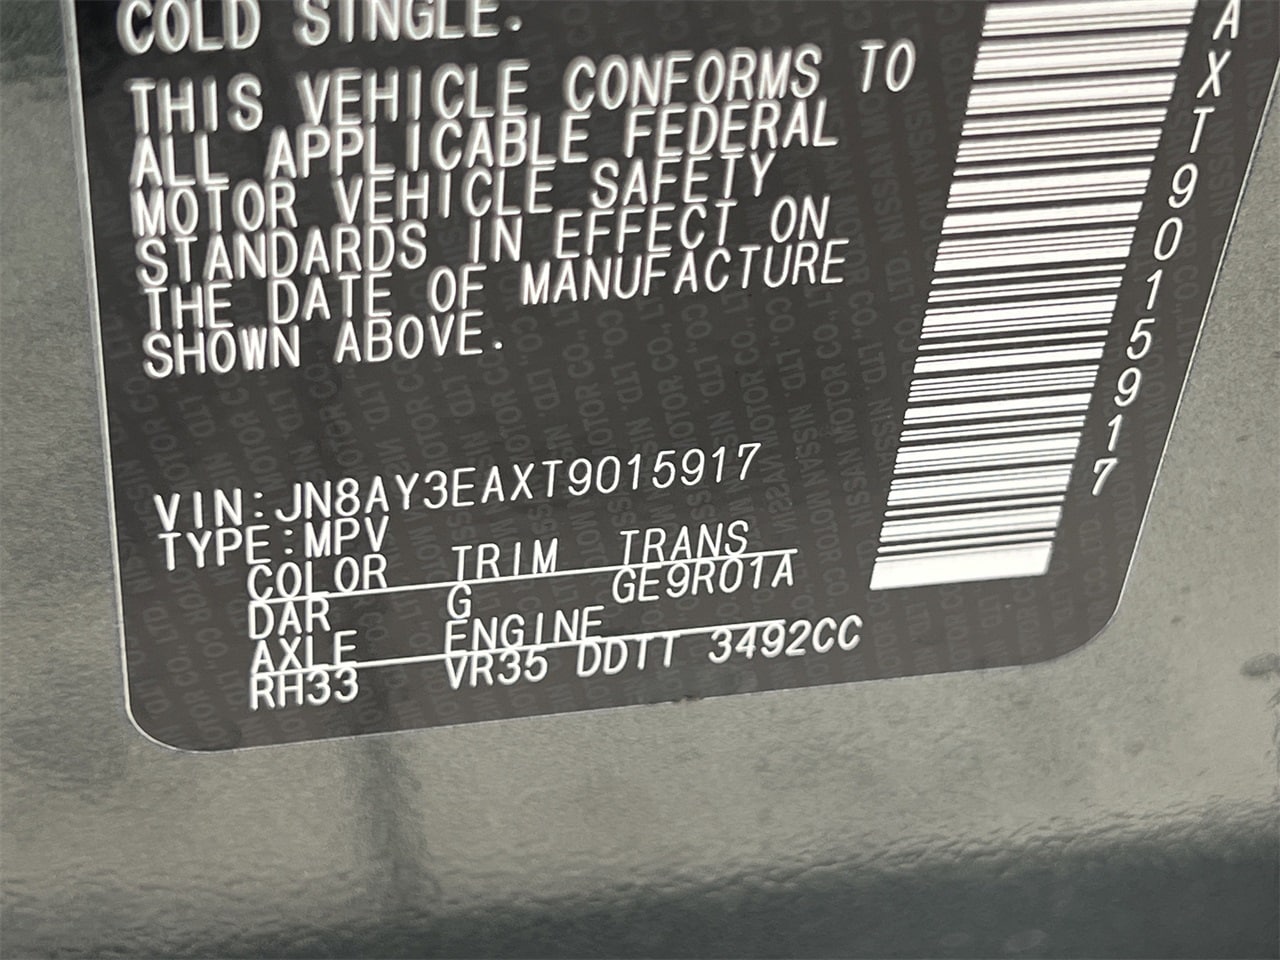 COLD SINGLE.
THIS VEHICLE CONFORMS TO
ALL APPLICABLE FEDERAL
MOTOR VEHICLE SAFETY
STANDARDS IN EFFECT ON
THE DATE OF MANUFACTURE
SHOWN ABOVE.
VIN:JN8AY3EAXT9015917
TYPE:MPV
COLOR TRIM TRANS
DAR G GE9R01A
AXLE ENGINE
RH33 VR35 DDTT 3492CC
AXT9015917